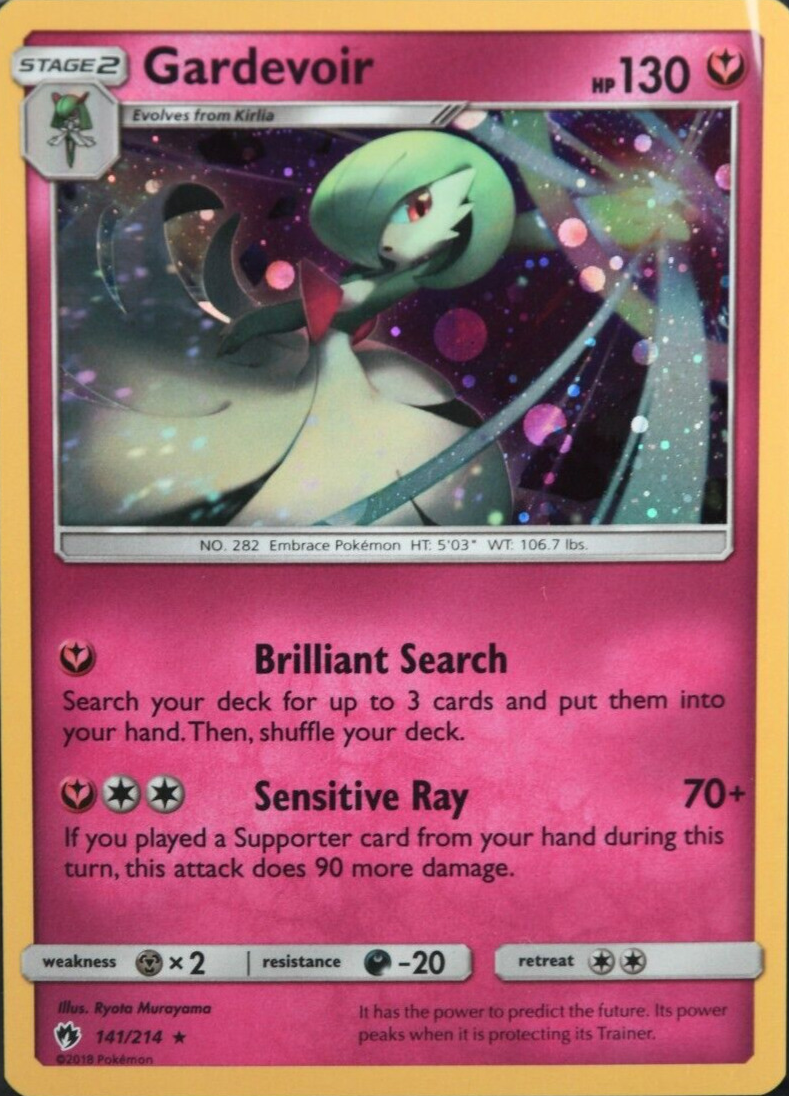 STAGE2 Gardevoir HP130
Evolves from Kirlia
NO. 282 Embrace Pokémon HT: 5'03" WT: 106.7 lbs.
Brilliant Search
Search your deck for up to 3 cards and put them into
your hand. Then, shuffle your deck.
Sensitive Ray 70+
If you played a Supporter card from your hand during this
turn, this attack does 90 more damage.
weakness ×2 resistance -20 retreat
Illus. Ryota Murayama
141/214 ★
©2018 Pokémon
It has the power to predict the future. Its power
peaks when it is protecting its Trainer.